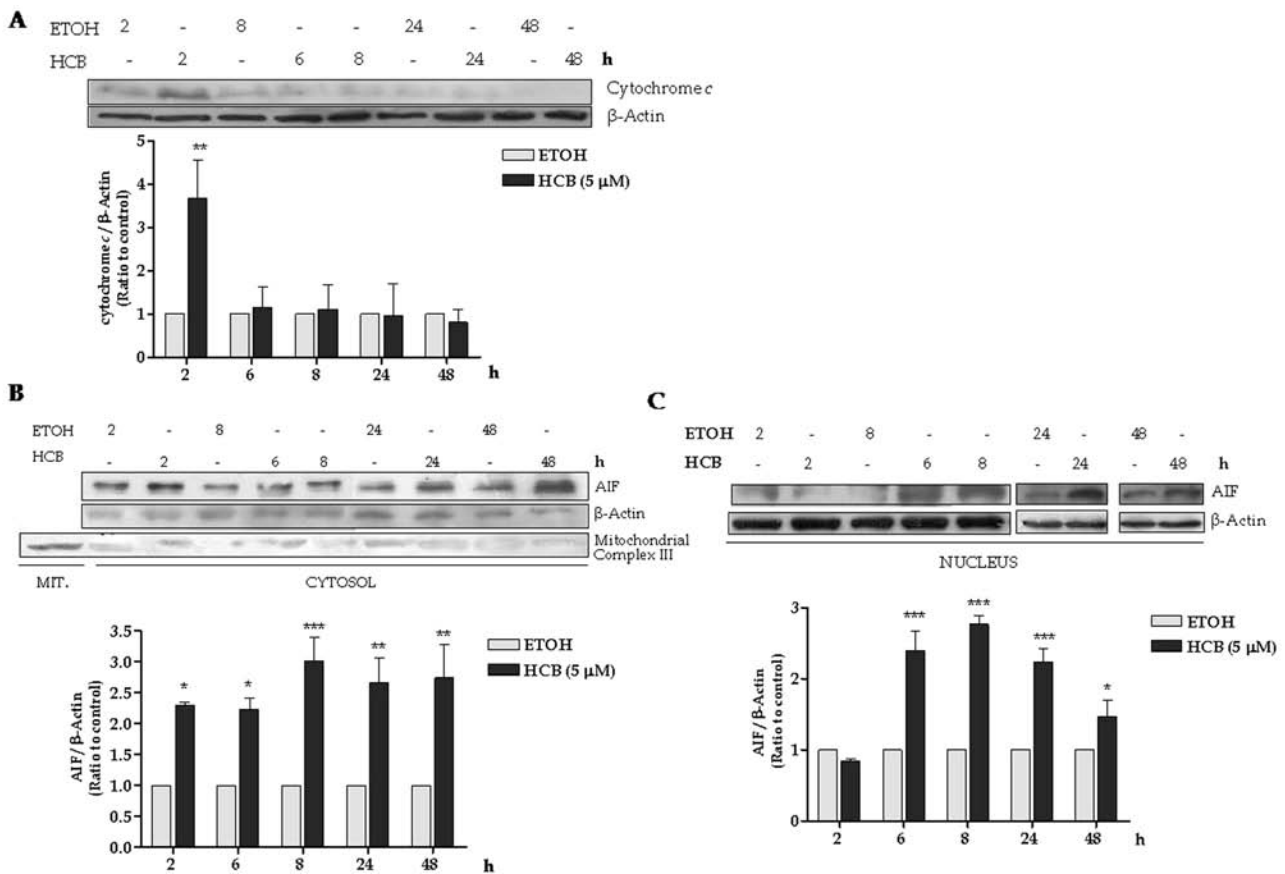 A
ETOH 2 - 8 - - - 24 - 48 -
HCB - 2 - 6 8 - 24 - 48 h
Cytochrome c
β-Actin
5
4
3
2
1
0
cytochrome c / β-Actin
(Ratio to control)
**
ETOH
HCB (5 μM)
2 6 8 24 48 h
B
ETOH 2 - 8 - - 24 - 48 -
HCB - 2 - 6 8 - 24 - 48 h
AIF
β-Actin
Mitochondrial
Complex III
MIT. CYTOSOL
3.5
3.0
2.5
2.0
1.5
1.0
0.5
0.0
AIF / β-Actin
(Ratio to control)
* * *** ** **
ETOH
HCB (5 μM)
2 6 8 24 48 h
C
ETOH 2 - 8 - - 24 - 48 -
HCB - 2 - 6 8 - 24 - 48 h
AIF
β-Actin
NUCLEUS
3
2
1
0
AIF / β-Actin
(Ratio to control)
*** *** *** *
ETOH
HCB (5 μM)
2 6 8 24 48 h